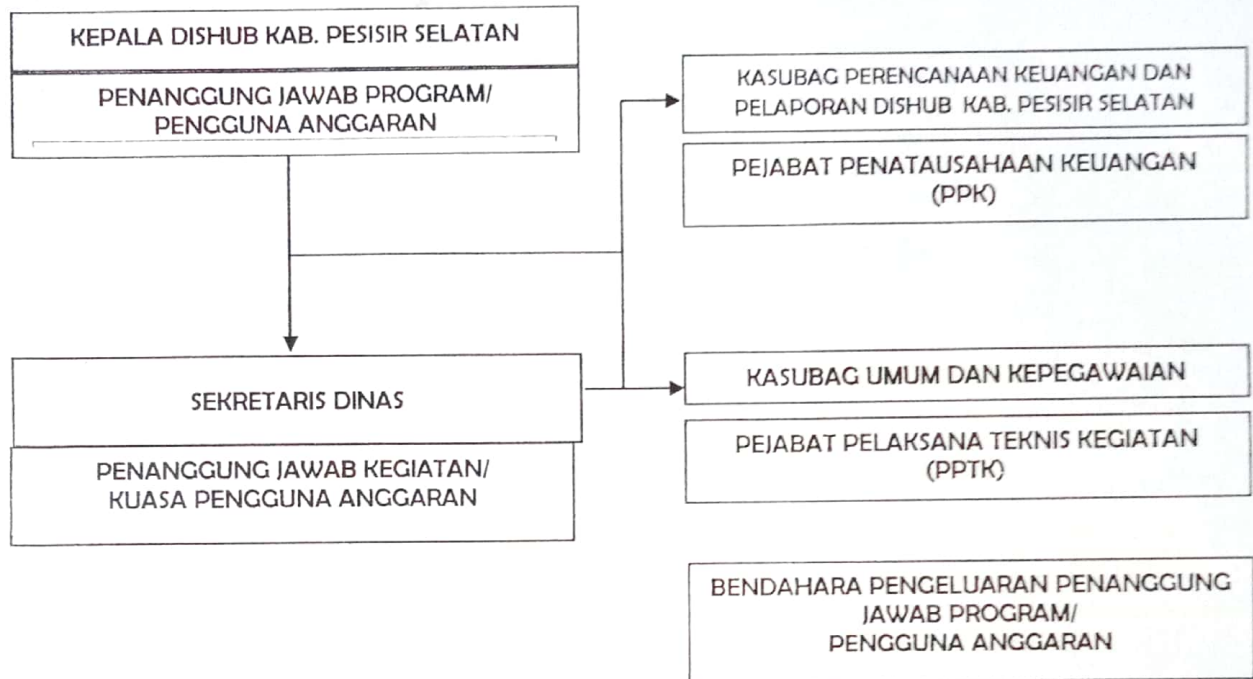 KEPALA DISHUB KAB. PESISIR SELATAN
PENANGGUNG JAWAB PROGRAM/
PENGGUNA ANGGARAN
KASUBAG PERENCANAAN KEUANGAN DAN
PELAPORAN DISHUB KAB. PESISIR SELATAN
PEJABAT PENATAUSAHAAN KEUANGAN
(PPK)
SEKRETARIS DINAS
PENANGGUNG JAWAB KEGIATAN/
KUASA PENGGUNA ANGGARAN
KASUBAG UMUM DAN KEPEGAWAIAN
PEJABAT PELAKSANA TEKNIS KEGIATAN
(PPTK)
BENDAHARA PENGELUARAN PENANGGUNG
JAWAB PROGRAM/
PENGGUNA ANGGARAN